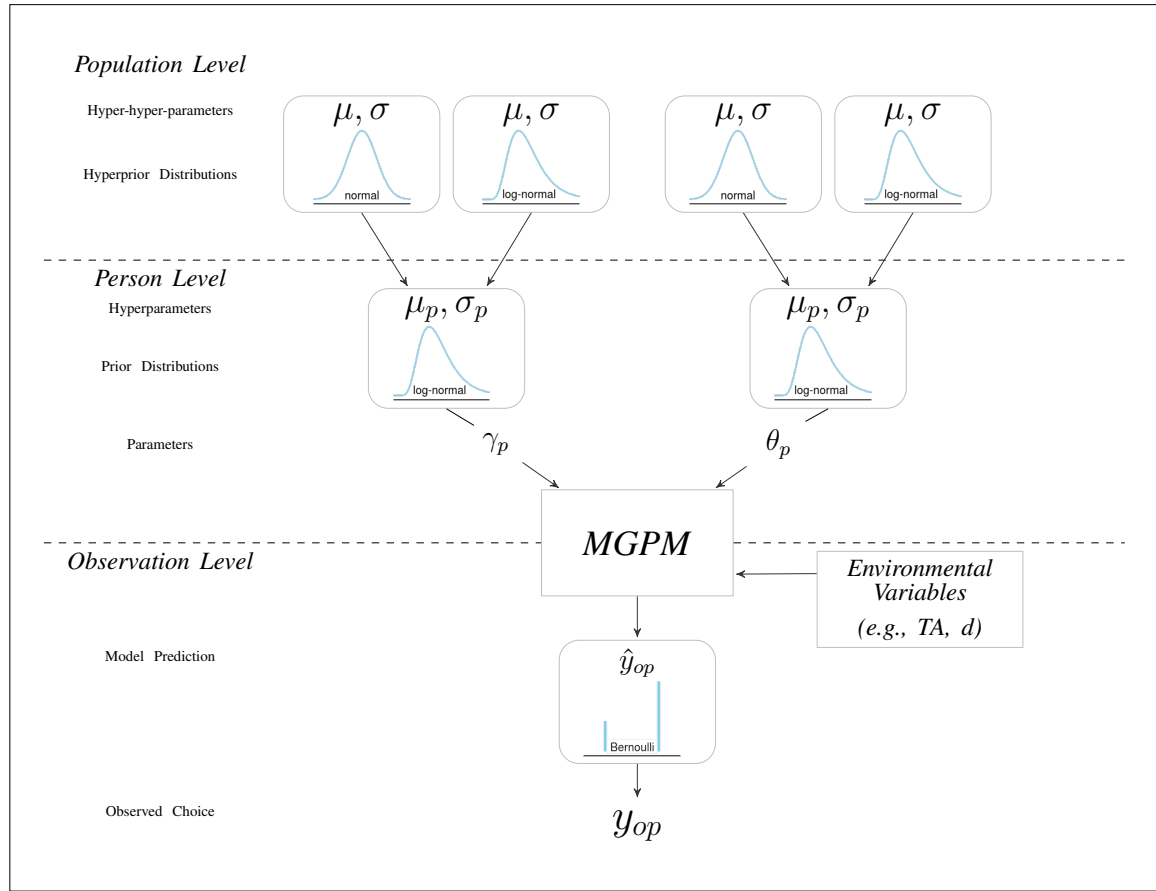 Population Level
Hyper-hyper-parameters
μ, σ
μ, σ
μ, σ
μ, σ
Hyperprior Distributions
normal
log-normal
normal
log-normal
Person Level
Hyperparameters
μ_p, σ_p
μ_p, σ_p
Prior Distributions
log-normal
log-normal
Parameters
γ_p
θ_p
MGPM
Observation Level
Environmental
Variables
(e.g., TA, d)
Model Prediction
ŷ_op
Bernoulli
Observed Choice
y_op